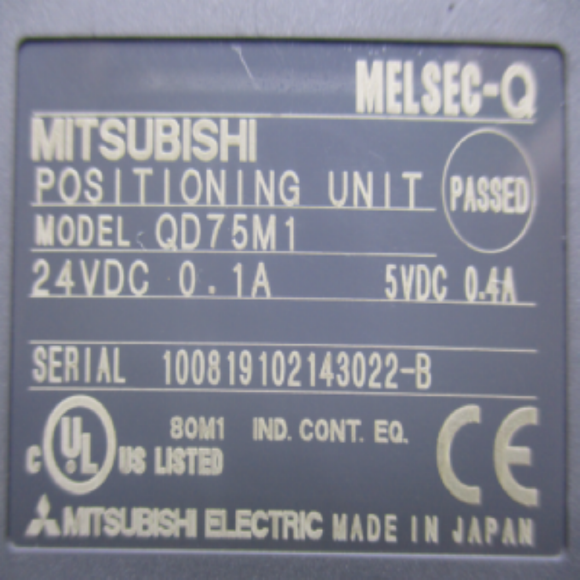 MELSEC-Q
MITSUBISHI
POSITIONING UNIT
PASSED
MODEL QD75M1
24VDC 0.1A 5VDC 0.4A
SERIAL 100819102143022-B
C UL US LISTED 80M1 IND. CONT. EQ. CE
MITSUBISHI ELECTRIC MADE IN JAPAN